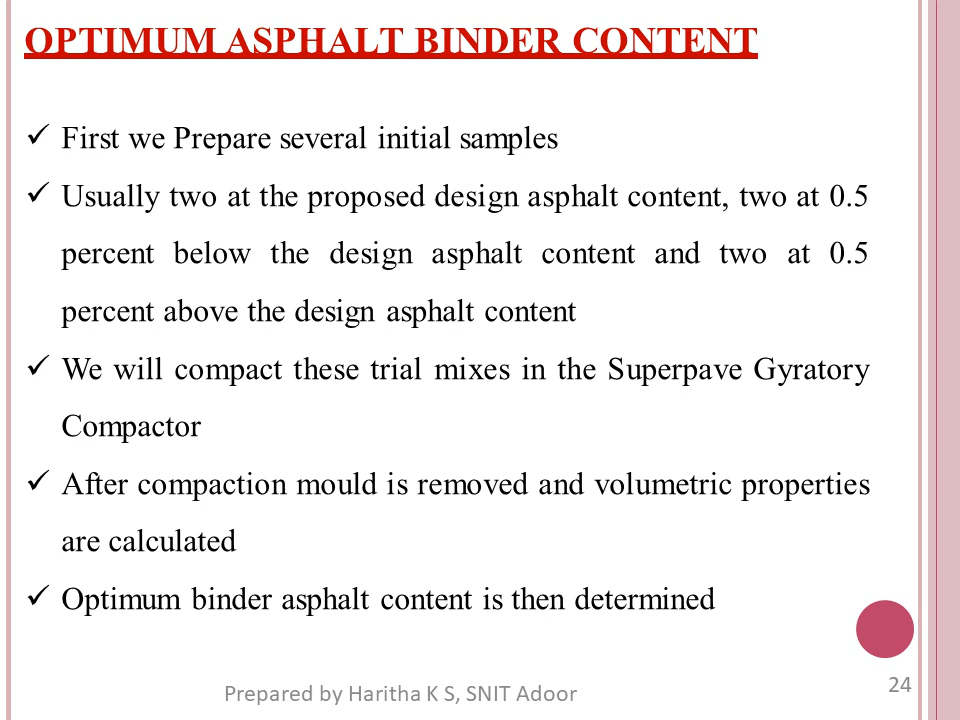 OPTIMUM ASPHALT BINDER CONTENT
✓ First we Prepare several initial samples
✓ Usually two at the proposed design asphalt content, two at 0.5
percent below the design asphalt content and two at 0.5
percent above the design asphalt content
✓ We will compact these trial mixes in the Superpave Gyratory
Compactor
✓ After compaction mould is removed and volumetric properties
are calculated
✓ Optimum binder asphalt content is then determined
Prepared by Haritha K S, SNIT Adoor
24